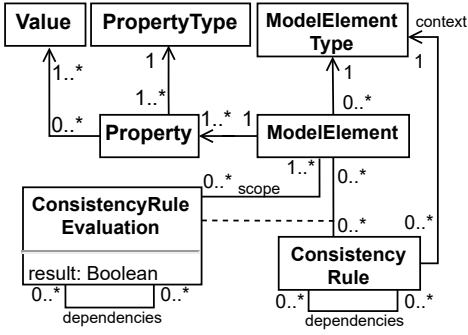 Value
PropertyType
ModelElement
Type
context
1..*
1
1
1
0..*
1..*
0..*
1..*
1
Property
ModelElement
1..*
0..*
0..*
scope
ConsistencyRule
Evaluation
0..*
0..*
Consistency
Rule
result: Boolean
0..*
0..*
0..*
0..*
dependencies
dependencies